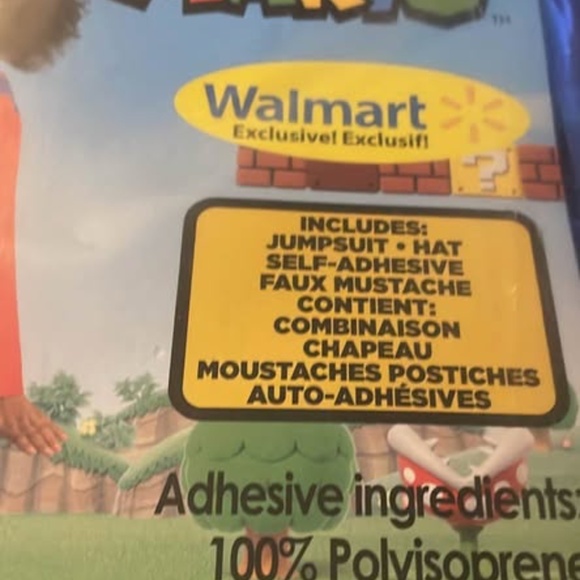 TM
Walmart
Exclusive! Exclusif!
?
INCLUDES:
JUMPSUIT • HAT
SELF-ADHESIVE
FAUX MUSTACHE
CONTIENT:
COMBINAISON
CHAPEAU
MOUSTACHES POSTICHES
AUTO-ADHÉSIVES
Adhesive ingredients:
100% Polyisoprene